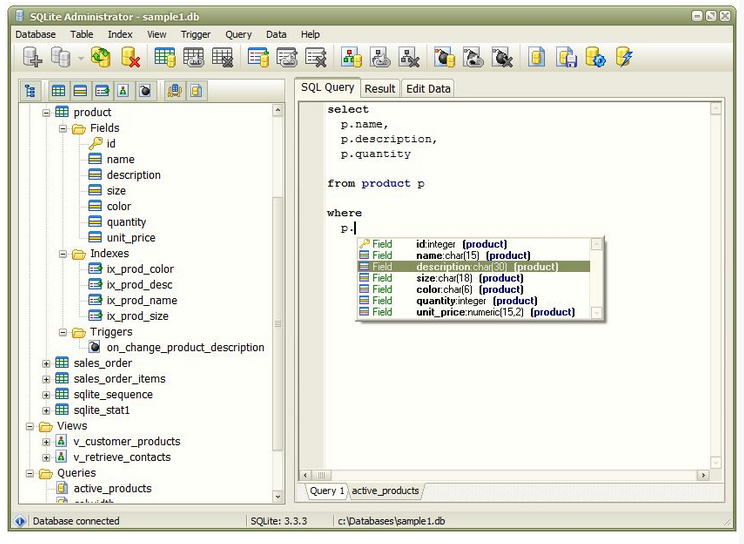 SQLite Administrator - sample1.db
Database Table Index View Trigger Query Data Help
SQL Query Result Edit Data
product
Fields
id
name
description
size
color
quantity
unit_price
Indexes
ix_prod_color
ix_prod_desc
ix_prod_name
ix_prod_size
Triggers
on_change_product_description
sales_order
sales_order_items
sqlite_sequence
sqlite_stat1
Views
v_customer_products
v_retrieve_contacts
Queries
active_products
select
p.name,
p.description,
p.quantity
from product p
where
p.
Field id:integer (product)
Field name:char(15) (product)
Field description:char(30) (product)
Field size:char(18) (product)
Field color:char(6) (product)
Field quantity:integer (product)
Field unit_price:numeric(15,2) (product)
Query 1 active_products
Database connected SQLite: 3.3.3 c:\Databases\sample1.db